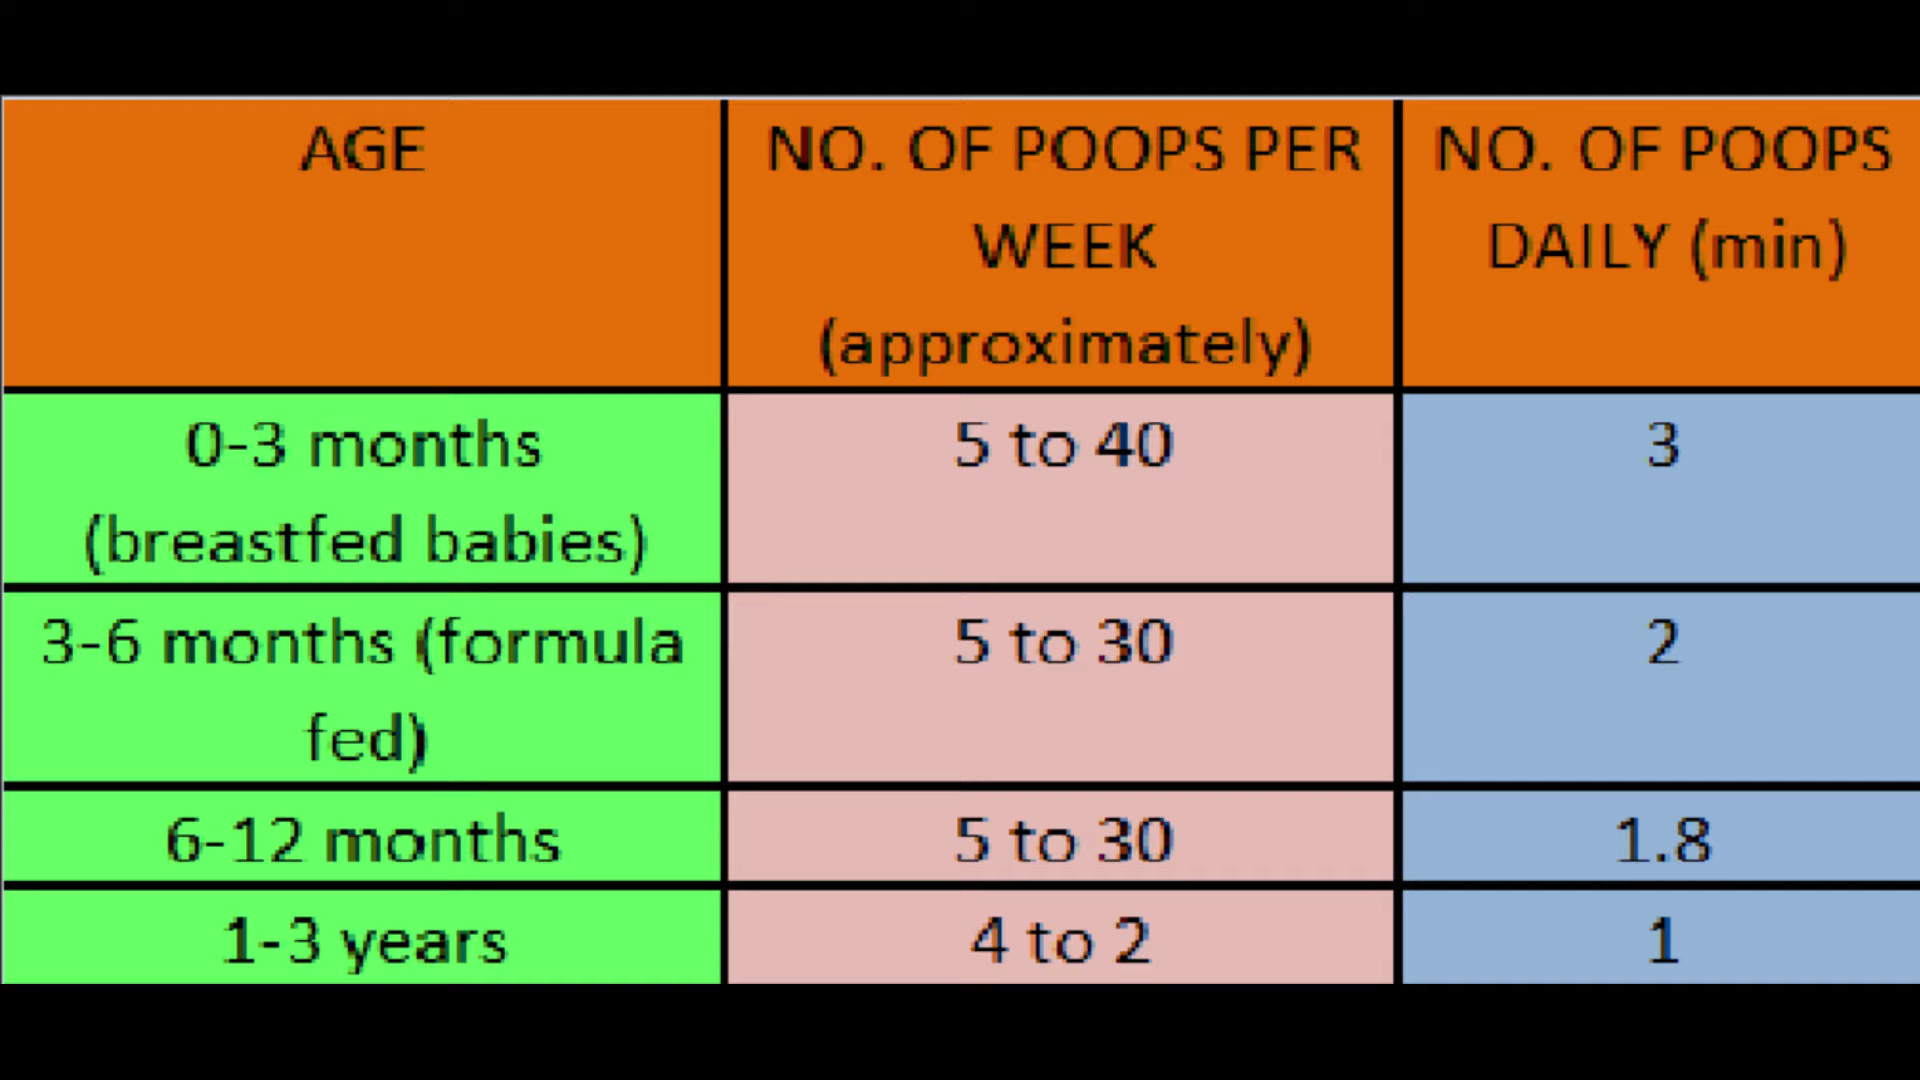 AGE
NO. OF POOPS PER
WEEK
(approximately)
NO. OF POOPS
DAILY (min)
0-3 months
(breastfed babies)
5 to 40
3
3-6 months (formula
fed)
5 to 30
2
6-12 months
5 to 30
1.8
1-3 years
4 to 2
1